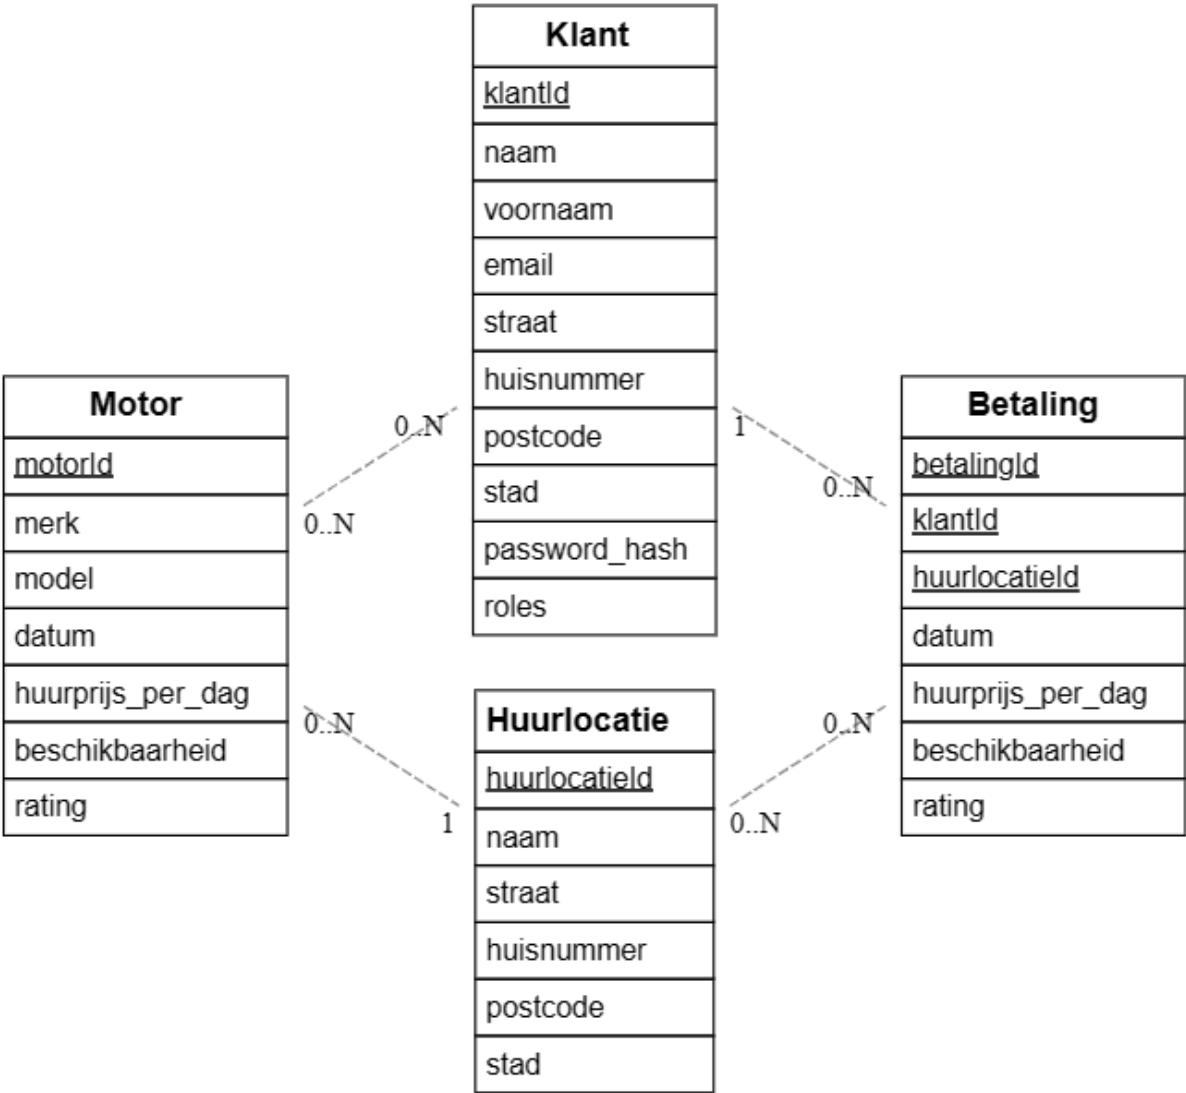 Klant
klantId
naam
voornaam
email
straat
huisnummer
postcode
stad
password_hash
roles
Motor
motorId
merk
model
datum
huurprijs_per_dag
beschikbaarheid
rating
0..N
0..N
1
0..N
Betaling
betalingId
klantId
huurlocatieId
datum
huurprijs_per_dag
beschikbaarheid
rating
0..N
1
0..N
0..N
Huurlocatie
huurlocatieId
naam
straat
huisnummer
postcode
stad